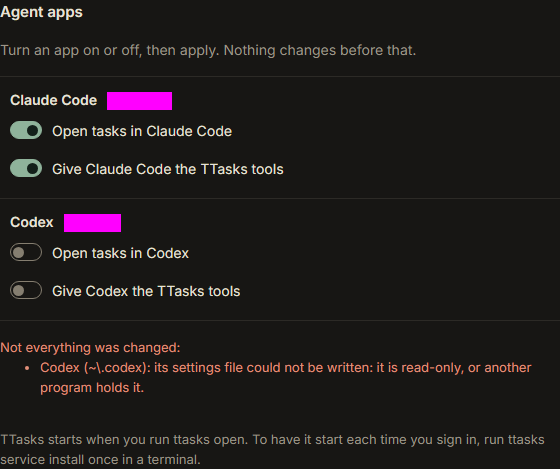 Agent apps
Turn an app on or off, then apply. Nothing changes before that.
Claude Code
Open tasks in Claude Code
Give Claude Code the TTasks tools
Codex
Open tasks in Codex
Give Codex the TTasks tools
Not everything was changed:
• Codex (~\.codex): its settings file could not be written: it is read-only, or another
program holds it.
TTasks starts when you run ttasks open. To have it start each time you sign in, run ttasks
service install once in a terminal.